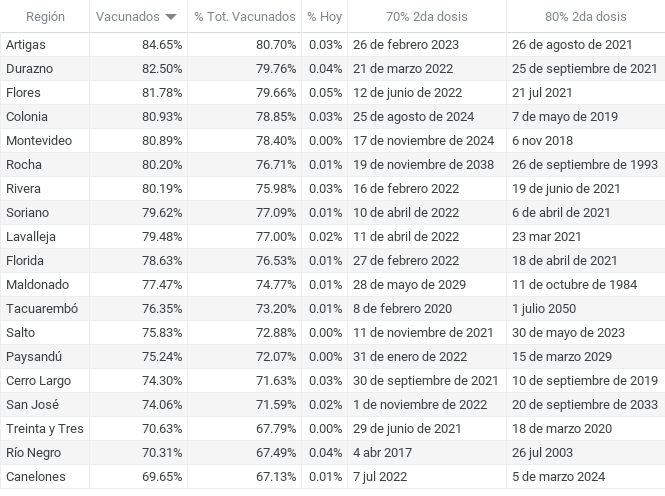 Región Vacunados % Tot. Vacunados % Hoy 70% 2da dosis 80% 2da dosis
Artigas 84.65% 80.70% 0.03% 26 de febrero 2023 26 de agosto de 2021
Durazno 82.50% 79.76% 0.04% 21 de marzo 2022 25 de septiembre de 2021
Flores 81.78% 79.66% 0.05% 12 de junio de 2022 21 jul 2021
Colonia 80.93% 78.85% 0.03% 25 de agosto de 2024 7 de mayo de 2019
Montevideo 80.89% 78.40% 0.00% 17 de noviembre de 2024 6 nov 2018
Rocha 80.20% 76.71% 0.01% 19 de noviembre de 2038 26 de septiembre de 1993
Rivera 80.19% 75.98% 0.03% 16 de febrero 2022 19 de junio de 2021
Soriano 79.62% 77.09% 0.01% 10 de abril de 2022 6 de abril de 2021
Lavalleja 79.48% 77.00% 0.02% 11 de abril de 2022 23 mar 2021
Florida 78.63% 76.53% 0.01% 27 de febrero 2022 18 de abril de 2021
Maldonado 77.47% 74.77% 0.01% 28 de mayo de 2029 11 de octubre de 1984
Tacuarembó 76.35% 73.20% 0.01% 8 de febrero 2020 1 julio 2050
Salto 75.83% 72.88% 0.00% 11 de noviembre de 2021 30 de mayo de 2023
Paysandú 75.24% 72.07% 0.00% 31 de enero de 2022 15 de marzo 2029
Cerro Largo 74.30% 71.63% 0.03% 30 de septiembre de 2021 10 de septiembre de 2019
San José 74.06% 71.59% 0.02% 1 de noviembre de 2022 20 de septiembre de 2033
Treinta y Tres 70.63% 67.79% 0.00% 29 de junio de 2021 18 de marzo 2020
Río Negro 70.31% 67.49% 0.04% 4 abr 2017 26 jul 2003
Canelones 69.65% 67.13% 0.01% 7 jul 2022 5 de marzo 2024